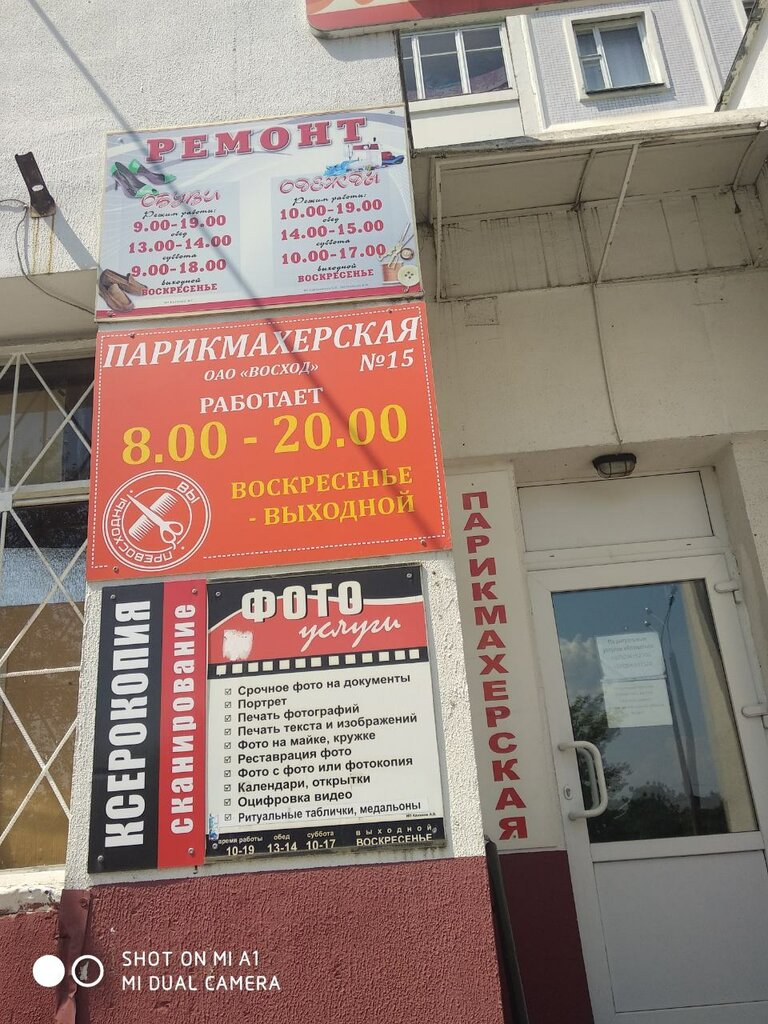 РЕМОНТ
ОБУВИ
Режим работы:
9.00-19.00
обед
13.00-14.00
суббота
9.00-18.00
выходной
ВОСКРЕСЕНЬЕ
ОДЕЖДЫ
Режим работы:
10.00-19.00
обед
14.00-15.00
суббота
10.00-17.00
выходной
ВОСКРЕСЕНЬЕ
ПАРИКМАХЕРСКАЯ
ОАО «ВОСХОД» №15
РАБОТАЕТ
8.00 - 20.00
ВОСКРЕСЕНЬЕ
- ВЫХОДНОЙ
ВЫ
ПРЕВОСХОДНЫ
КСЕРОКОПИЯ
сканирование
ФОТО
услуги
Срочное фото на документы
Портрет
Печать фотографий
Печать текста и изображений
Фото на майке, кружке
Реставрация фото
Фото с фото или фотокопия
Календари, открытки
Оцифровка видео
Ритуальные таблички, медальоны
время работы обед суббота ВЫХОДНОЙ
10-19 13-14 10-17 ВОСКРЕСЕНЬЕ
ПАРИКМАХЕРСКАЯ
SHOT ON MI A1
MI DUAL CAMERA